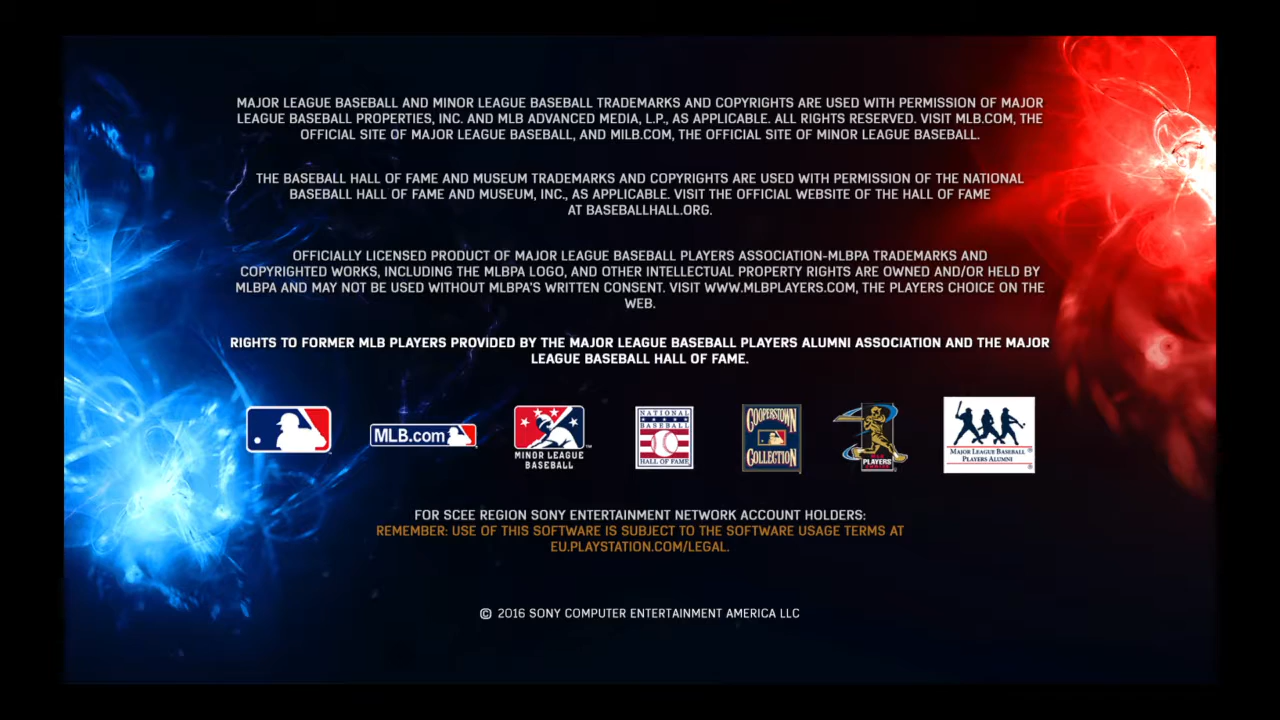 MAJOR LEAGUE BASEBALL AND MINOR LEAGUE BASEBALL TRADEMARKS AND COPYRIGHTS ARE USED WITH PERMISSION OF MAJOR
LEAGUE BASEBALL PROPERTIES, INC. AND MLB ADVANCED MEDIA, L.P., AS APPLICABLE. ALL RIGHTS RESERVED. VISIT MLB.COM, THE
OFFICIAL SITE OF MAJOR LEAGUE BASEBALL, AND MILB.COM, THE OFFICIAL SITE OF MINOR LEAGUE BASEBALL.
THE BASEBALL HALL OF FAME AND MUSEUM TRADEMARKS AND COPYRIGHTS ARE USED WITH PERMISSION OF THE NATIONAL
BASEBALL HALL OF FAME AND MUSEUM, INC., AS APPLICABLE. VISIT THE OFFICIAL WEBSITE OF THE HALL OF FAME
AT BASEBALLHALL.ORG.
OFFICIALLY LICENSED PRODUCT OF MAJOR LEAGUE BASEBALL PLAYERS ASSOCIATION-MLBPA TRADEMARKS AND
COPYRIGHTED WORKS, INCLUDING THE MLBPA LOGO, AND OTHER INTELLECTUAL PROPERTY RIGHTS ARE OWNED AND/OR HELD BY
MLBPA AND MAY NOT BE USED WITHOUT MLBPA'S WRITTEN CONSENT. VISIT WWW.MLBPLAYERS.COM, THE PLAYERS CHOICE ON THE
WEB.
RIGHTS TO FORMER MLB PLAYERS PROVIDED BY THE MAJOR LEAGUE BASEBALL PLAYERS ALUMNI ASSOCIATION AND THE MAJOR
LEAGUE BASEBALL HALL OF FAME.
MLB.com
MINOR LEAGUE
BASEBALL
NATIONAL
BASEBALL
HALL OF FAME
COOPERSTOWN
COLLECTION
PLAYERS
MAJOR LEAGUE BASEBALL
PLAYERS ALUMNI
FOR SCEE REGION SONY ENTERTAINMENT NETWORK ACCOUNT HOLDERS:
REMEMBER: USE OF THIS SOFTWARE IS SUBJECT TO THE SOFTWARE USAGE TERMS AT
EU.PLAYSTATION.COM/LEGAL.
© 2016 SONY COMPUTER ENTERTAINMENT AMERICA LLC